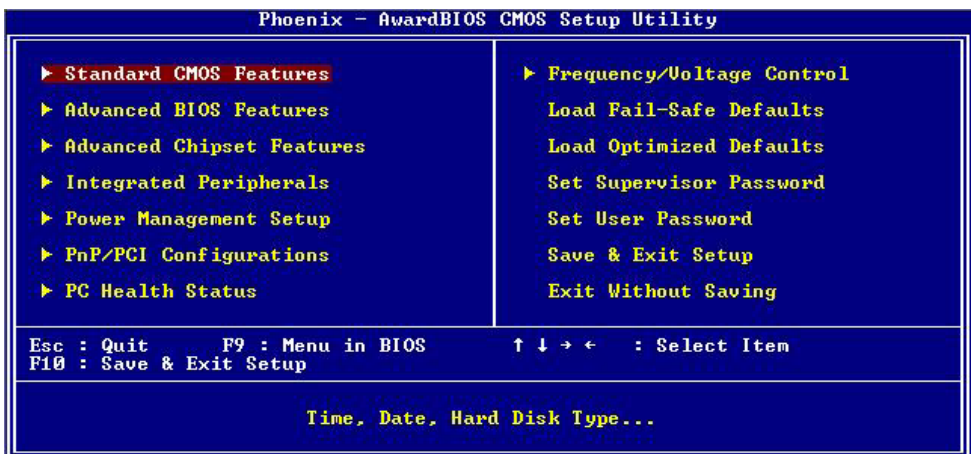 Phoenix - AwardBIOS CMOS Setup Utility
▶ Standard CMOS Features
▶ Advanced BIOS Features
▶ Advanced Chipset Features
▶ Integrated Peripherals
▶ Power Management Setup
▶ PnP/PCI Configurations
▶ PC Health Status
▶ Frequency/Voltage Control
Load Fail-Safe Defaults
Load Optimized Defaults
Set Supervisor Password
Set User Password
Save & Exit Setup
Exit Without Saving
Esc : Quit F9 : Menu in BIOS ↑ ↓ → ← : Select Item
F10 : Save & Exit Setup
Time, Date, Hard Disk Type...